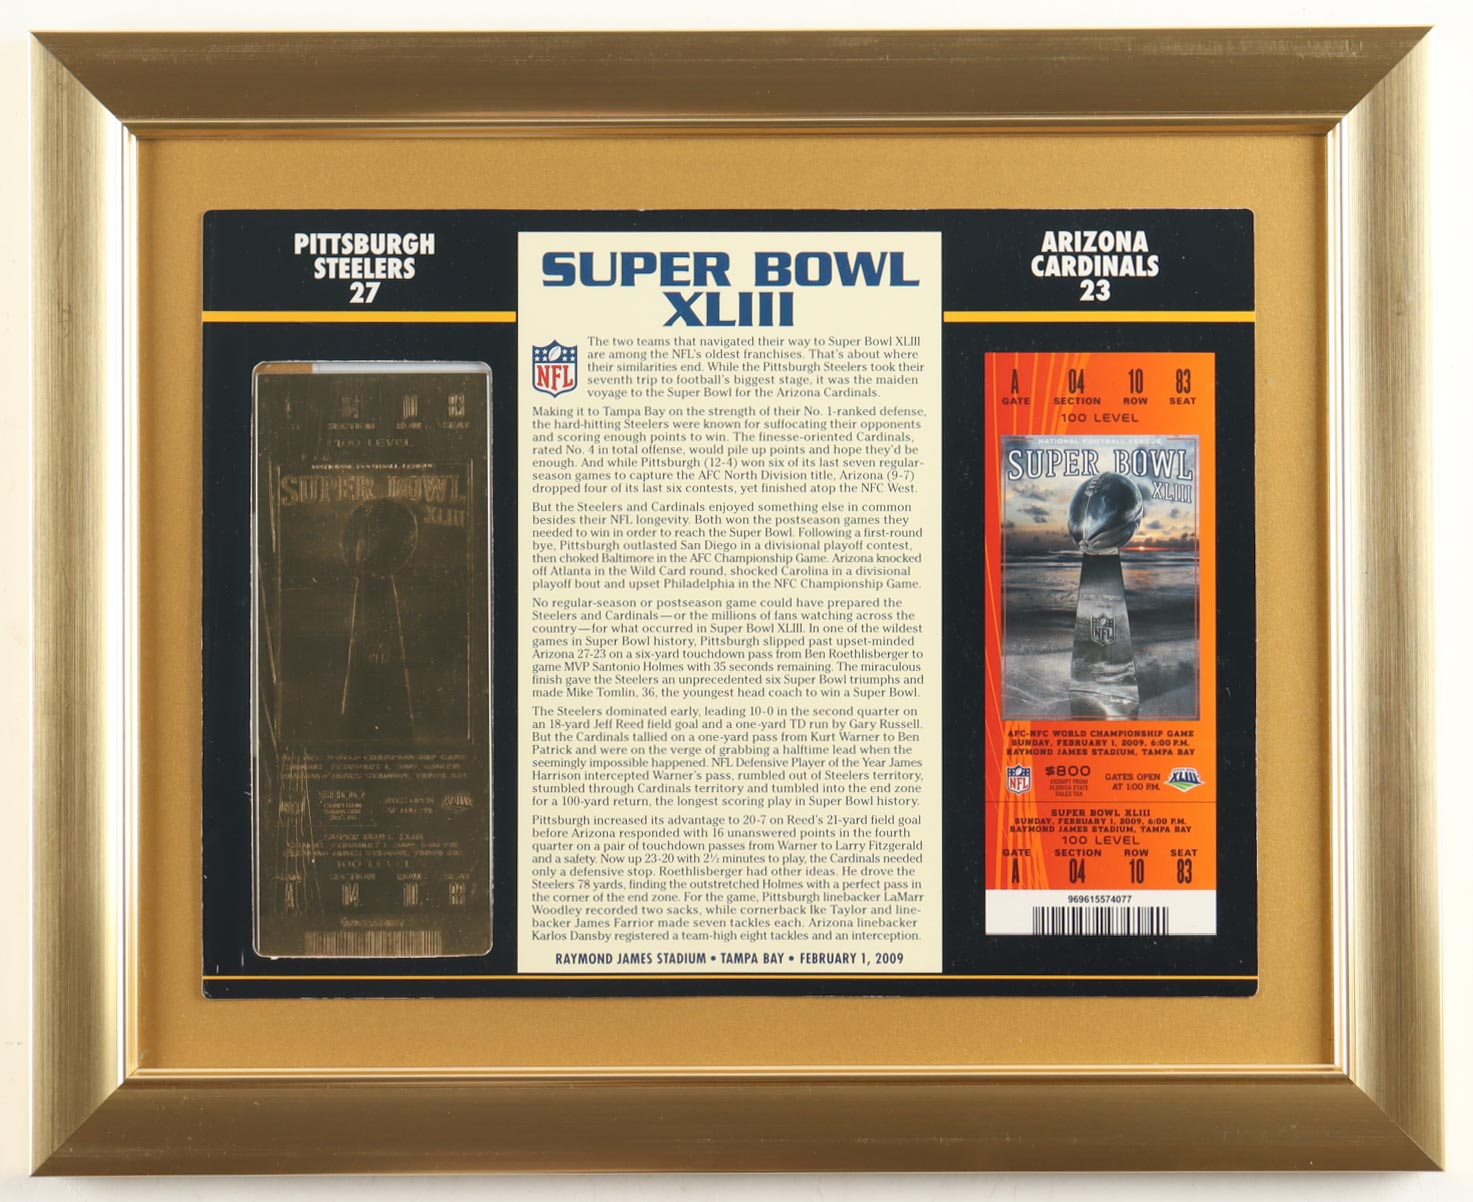 PITTSBURGH
STEELERS
27
SUPER BOWL
XLIII
ARIZONA
CARDINALS
23
NFL
The two teams that navigated their way to Super Bowl XLIII
are among the NFL's oldest franchises. That's about where
their similarities end. While the Pittsburgh Steelers took their
seventh trip to football's biggest stage, it was the maiden
voyage to the Super Bowl for the Arizona Cardinals.
Making it to Tampa Bay on the strength of their No. 1-ranked defense,
the hard-hitting Steelers were known for suffocating their opponents
and scoring enough points to win. The finesse-oriented Cardinals,
rated No. 4 in total offense, would pile up points and hope they'd be
enough. And while Pittsburgh (12-4) won six of its last seven regular-
season games to capture the AFC North Division title, Arizona (9-7)
dropped four of its last six contests, yet finished atop the NFC West.
But the Steelers and Cardinals enjoyed something else in common
besides their NFL longevity. Both won the postseason games they
needed to win in order to reach the Super Bowl. Following a first-round
bye, Pittsburgh outlasted San Diego in a divisional playoff contest,
then choked Baltimore in the AFC Championship Game. Arizona knocked
off Atlanta in the Wild Card round, shocked Carolina in a divisional
playoff bout and upset Philadelphia in the NFC Championship Game.
No regular-season or postseason game could have prepared the
Steelers and Cardinals—or the millions of fans watching across the
country—for what occurred in Super Bowl XLIII. In one of the wildest
games in Super Bowl history, Pittsburgh slipped past upset-minded
Arizona 27-23 on a six-yard touchdown pass from Ben Roethlisberger to
game MVP Santonio Holmes with 35 seconds remaining. The miraculous
finish gave the Steelers an unprecedented six Super Bowl triumphs and
made Mike Tomlin, 36, the youngest head coach to win a Super Bowl.
The Steelers dominated early, leading 10-0 in the second quarter on
an 18-yard Jeff Reed field goal and a one-yard TD run by Gary Russell.
But the Cardinals tallied on a one-yard pass from Kurt Warner to Ben
Patrick and were on the verge of grabbing a halftime lead when the
seemingly impossible happened. NFL Defensive Player of the Year James
Harrison intercepted Warner's pass, rumbled out of Steelers territory,
stumbled through Cardinals territory and tumbled into the end zone
for a 100-yard return, the longest scoring play in Super Bowl history.
Pittsburgh increased its advantage to 20-7 on Reed's 21-yard field goal
before Arizona responded with 16 unanswered points in the fourth
quarter on a pair of touchdown passes from Warner to Larry Fitzgerald
and a safety. Now up 23-20 with 2½ minutes to play, the Cardinals needed
only a defensive stop. Roethlisberger had other ideas. He drove the
Steelers 78 yards, finding the outstretched Holmes with a perfect pass in
the corner of the end zone. For the game, Pittsburgh linebacker LaMarr
Woodley recorded two sacks, while cornerback Ike Taylor and line-
backer James Farrior made seven tackles each. Arizona linebacker
Karlos Dansby registered a team-high eight tackles and an interception.
RAYMOND JAMES STADIUM • TAMPA BAY • FEBRUARY 1, 2009
83
SECTION ROW SEAT
100 LEVEL
NATIONAL FOOTBALL LEAGUE
SUPER BOWL
XLIII
100 LEVEL
A 04 10
969615574077
A 04 10 83
GATE SECTION ROW SEAT
100 LEVEL
NATIONAL FOOTBALL LEAGUE
SUPER BOWL
XLIII
NFL
AFC-NFC WORLD CHAMPIONSHIP GAME
SUNDAY, FEBRUARY 1, 2009, 6:00 P.M.
RAYMOND JAMES STADIUM, TAMPA BAY
NFL $800 GATES OPEN XLIII
EXEMPT FROM AT 1:00 P.M.
FLORIDA STATE
SALES TAX
SUPER BOWL XLIII
SUNDAY, FEBRUARY 1, 2009, 6:00 P.M.
RAYMOND JAMES STADIUM, TAMPA BAY
100 LEVEL
GATE SECTION ROW SEAT
A 04 10 83
969615574077